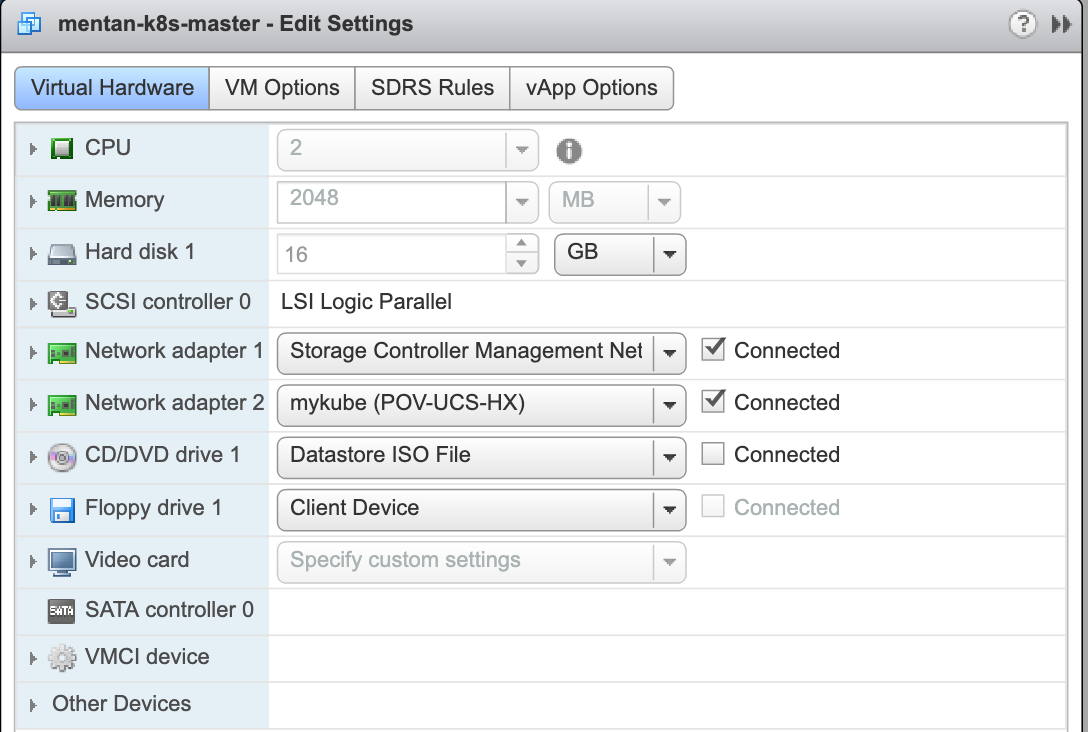 mentan-k8s-master - Edit Settings
Virtual Hardware VM Options SDRS Rules vApp Options
CPU 2
Memory 2048 MB
Hard disk 1 16 GB
SCSI controller 0 LSI Logic Parallel
Network adapter 1 Storage Controller Management Net Connected
Network adapter 2 mykube (POV-UCS-HX) Connected
CD/DVD drive 1 Datastore ISO File Connected
Floppy drive 1 Client Device Connected
Video card Specify custom settings
SATA SATA controller 0
VMCI device
Other Devices